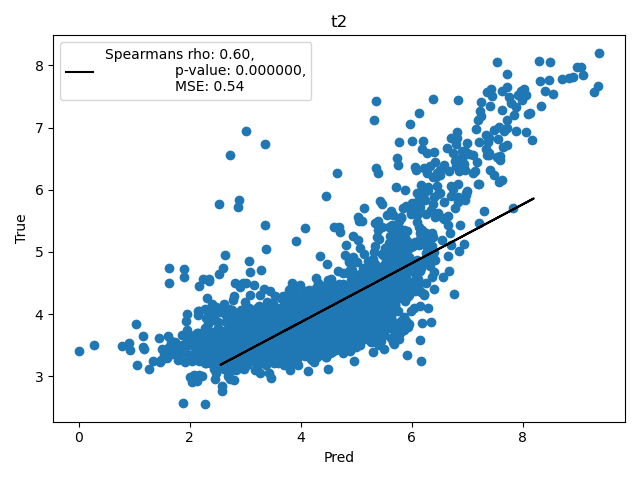 t2
Spearmans rho: 0.60,
p-value: 0.000000,
MSE: 0.54
8
7
6
5
4
3
True
0 2 4 6 8
Pred